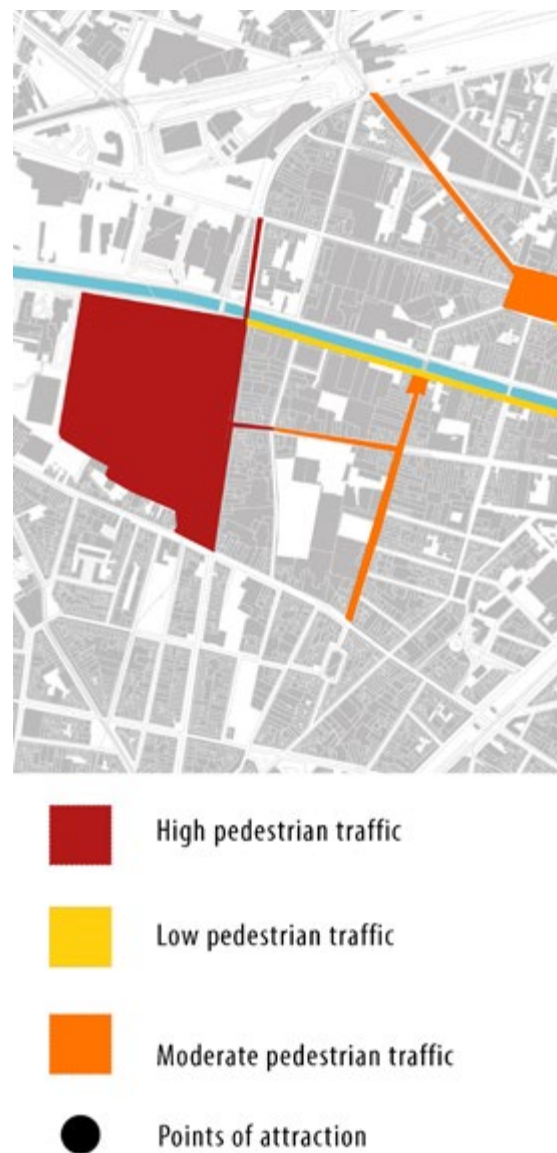 High pedestrian traffic
Low pedestrian traffic
Moderate pedestrian traffic
Points of attraction